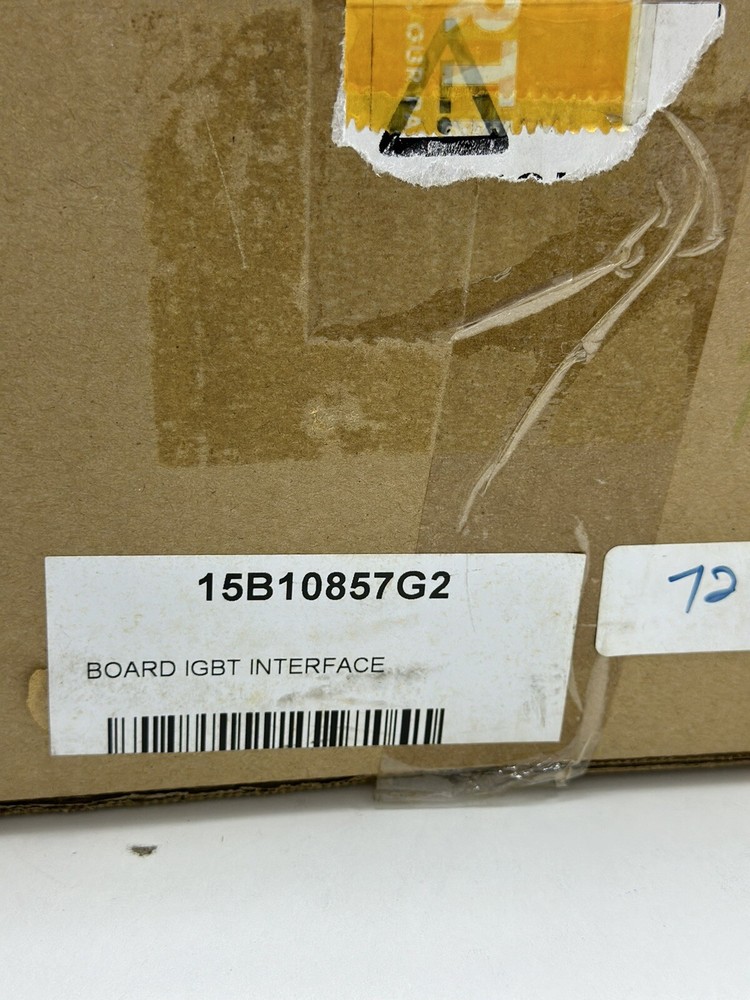 15B10857G2
BOARD IGBT INTERFACE
72